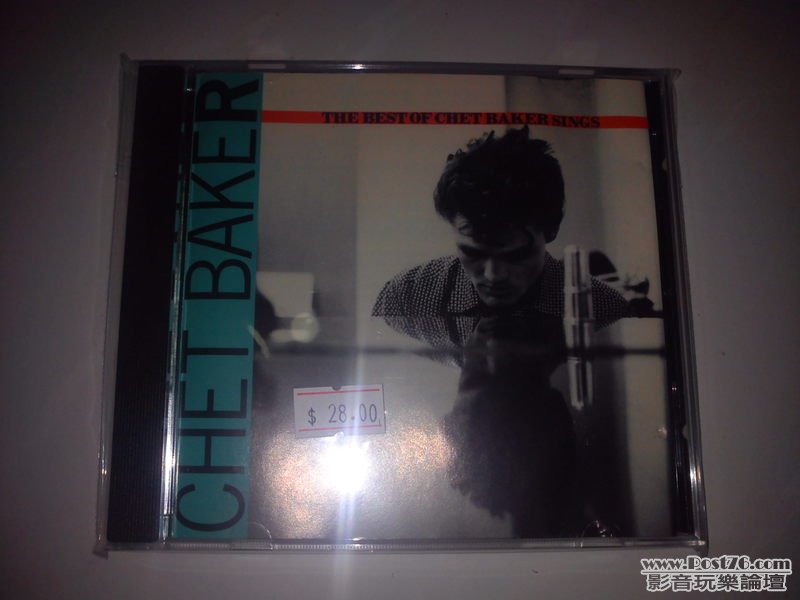 CHET BAKER
THE BEST OF CHET BAKER SINGS
$ 28.00
www.Post76.com
影音玩樂論壇